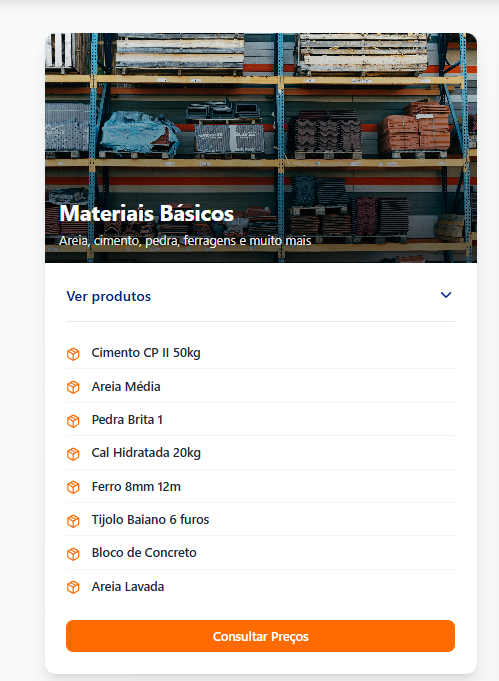 Materiais Básicos
Areia, cimento, pedra, ferragens e muito mais
Ver produtos
Cimento CP II 50kg
Areia Média
Pedra Brita 1
Cal Hidratada 20kg
Ferro 8mm 12m
Tijolo Baiano 6 furos
Bloco de Concreto
Areia Lavada
Consultar Preços